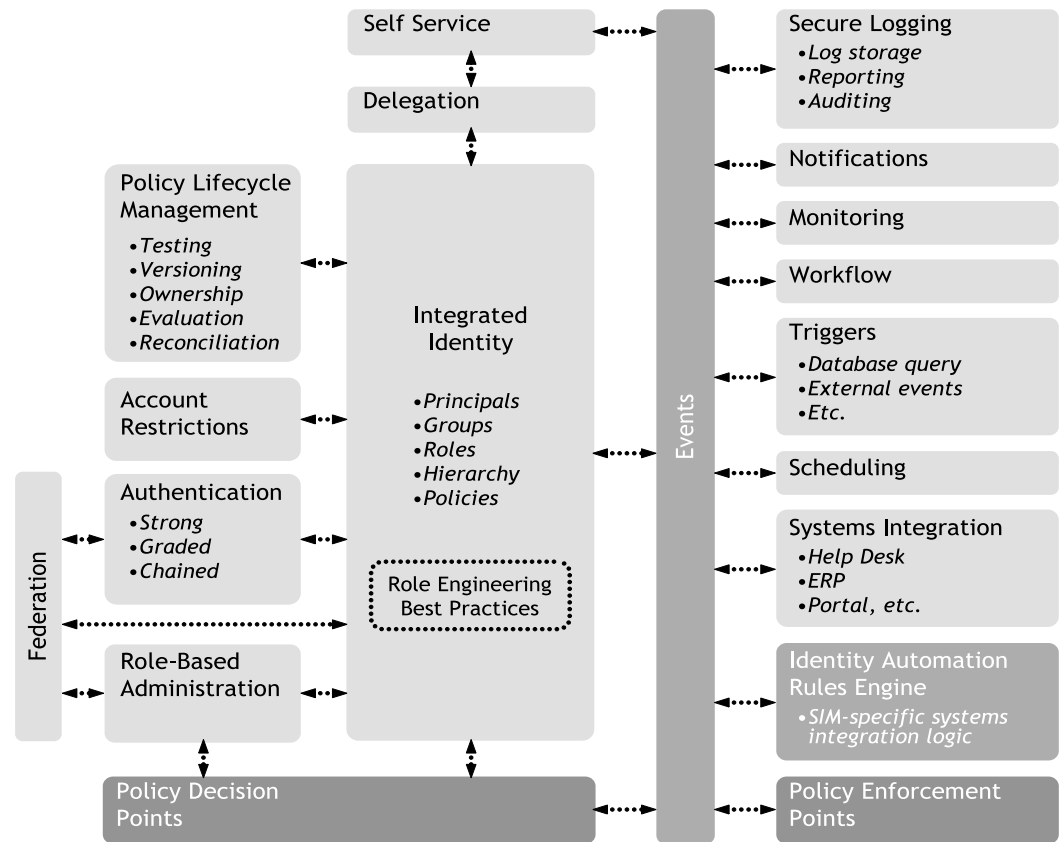 Self Service
Delegation
Policy Lifecycle
Management
•Testing
•Versioning
•Ownership
•Evaluation
•Reconciliation
Account
Restrictions
Authentication
•Strong
•Graded
•Chained
Federation
Role-Based
Administration
Integrated
Identity
•Principals
•Groups
•Roles
•Hierarchy
•Policies
Role Engineering
Best Practices
Policy Decision
Points
Events
Secure Logging
•Log storage
•Reporting
•Auditing
Notifications
Monitoring
Workflow
Triggers
•Database query
•External events
•Etc.
Scheduling
Systems Integration
•Help Desk
•ERP
•Portal, etc.
Identity Automation
Rules Engine
•SIM-specific systems
integration logic
Policy Enforcement
Points